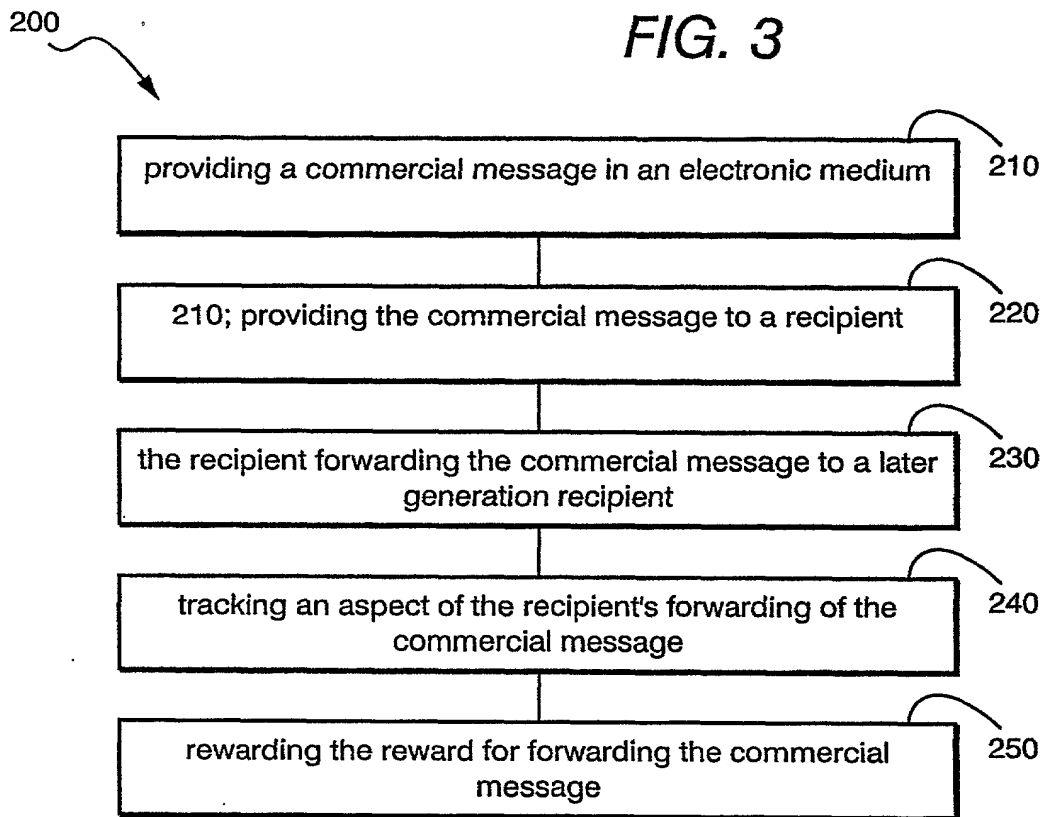 200
FIG. 3
providing a commercial message in an electronic medium
210
210; providing the commercial message to a recipient
220
the recipient forwarding the commercial message to a later
generation recipient
230
tracking an aspect of the recipient's forwarding of the
commercial message
240
rewarding the reward for forwarding the commercial
message
250